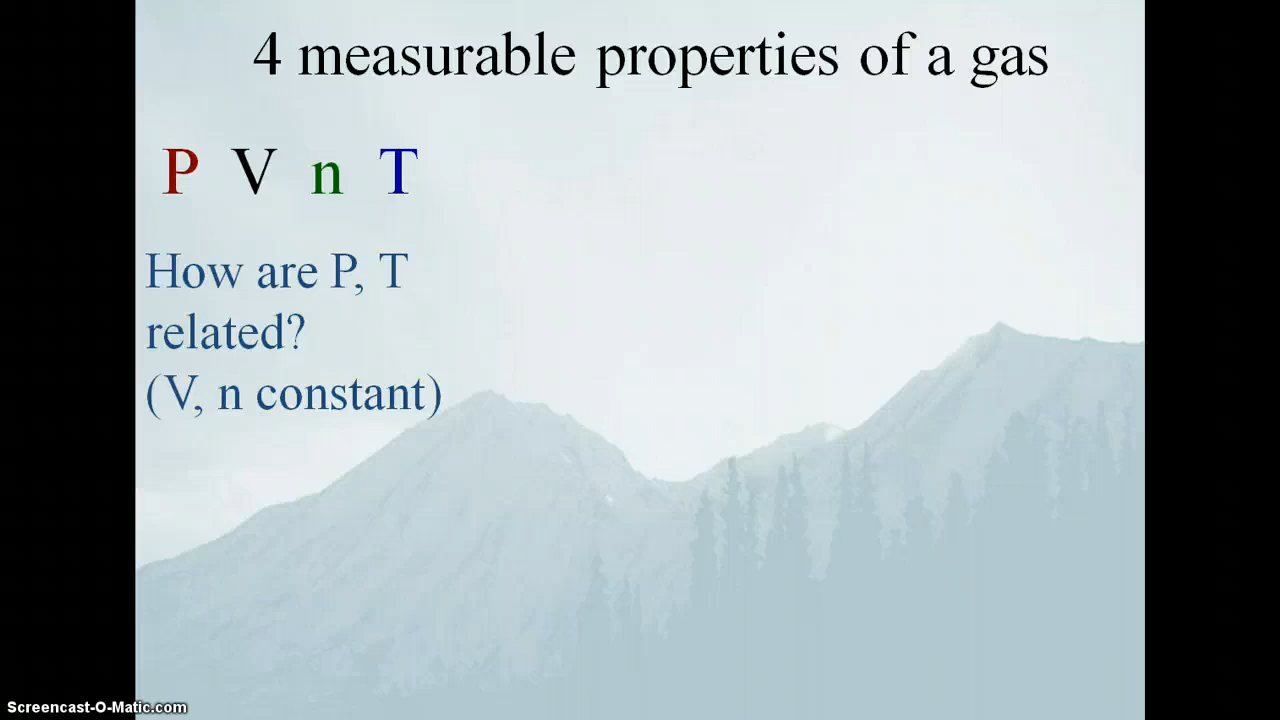 4 measurable properties of a gas
P V n T
How are P, T
related?
(V, n constant)
Screencast-O-Matic.com